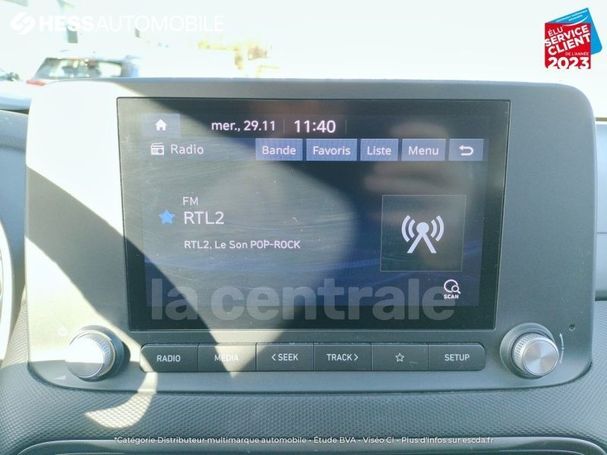 HESSAUTOMOBILE
ÉLU
SERVICE
CLIENT
DE L'ANNÉE
2023
mer., 29.11 11:40
Radio Bande Favoris Liste Menu
FM
RTL2
RTL2, Le Son POP-ROCK
SCAN
la centrale
RADIO MEDIA <SEEK TRACK> SETUP
*Catégorie Distributeur multimarque automobile - Étude BVA - Viséo CI - Plus d'infos sur escda.fr